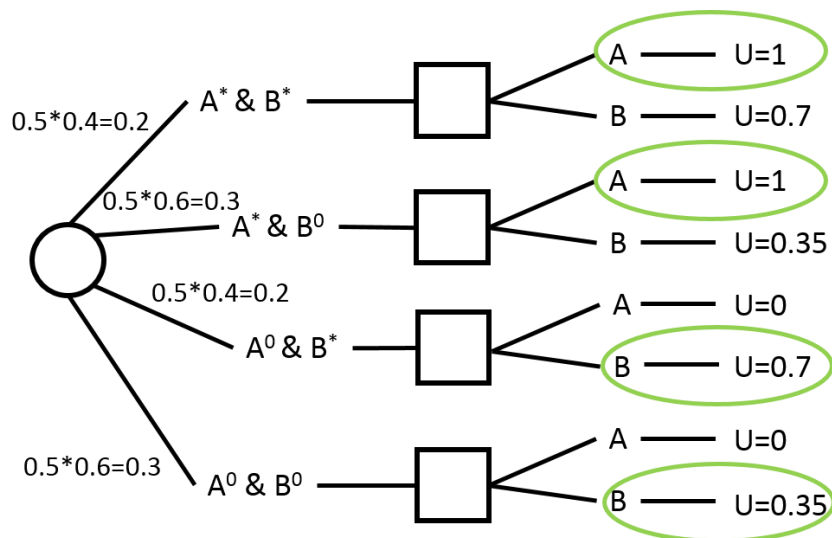 A U=1
0.5*0.4=0.2 A* & B*
B U=0.7
A U=1
0.5*0.6=0.3
A* & B⁰
B U=0.35
0.5*0.4=0.2
A U=0
A⁰ & B*
B U=0.7
A U=0
0.5*0.6=0.3
A⁰ & B⁰
B U=0.35